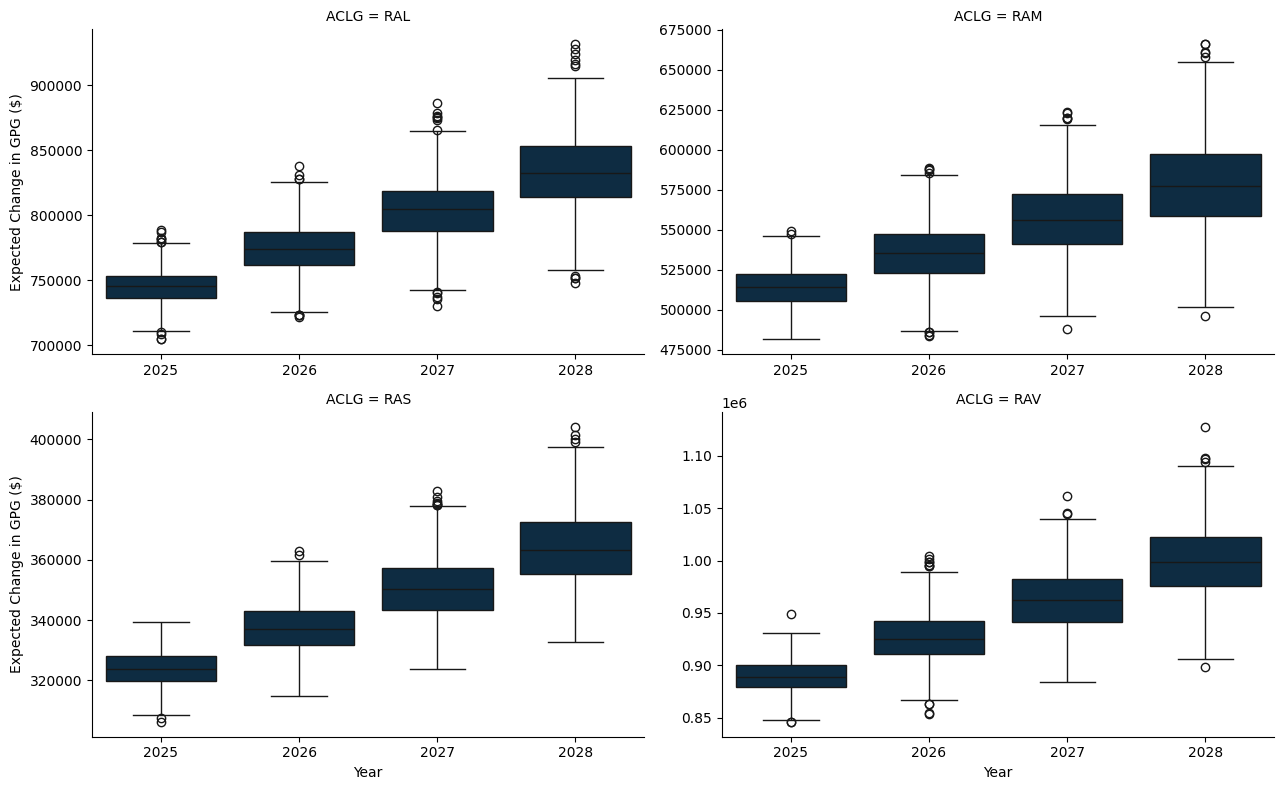 ACLG = RAL
Expected Change in GPG ($)
900000
850000
800000
750000
700000
2025 2026 2027 2028
ACLG = RAM
675000
650000
625000
600000
575000
550000
525000
500000
475000
2025 2026 2027 2028
ACLG = RAS
Expected Change in GPG ($)
400000
380000
360000
340000
320000
2025 2026 2027 2028
Year
ACLG = RAV
1e6
1.10
1.05
1.00
0.95
0.90
0.85
2025 2026 2027 2028
Year